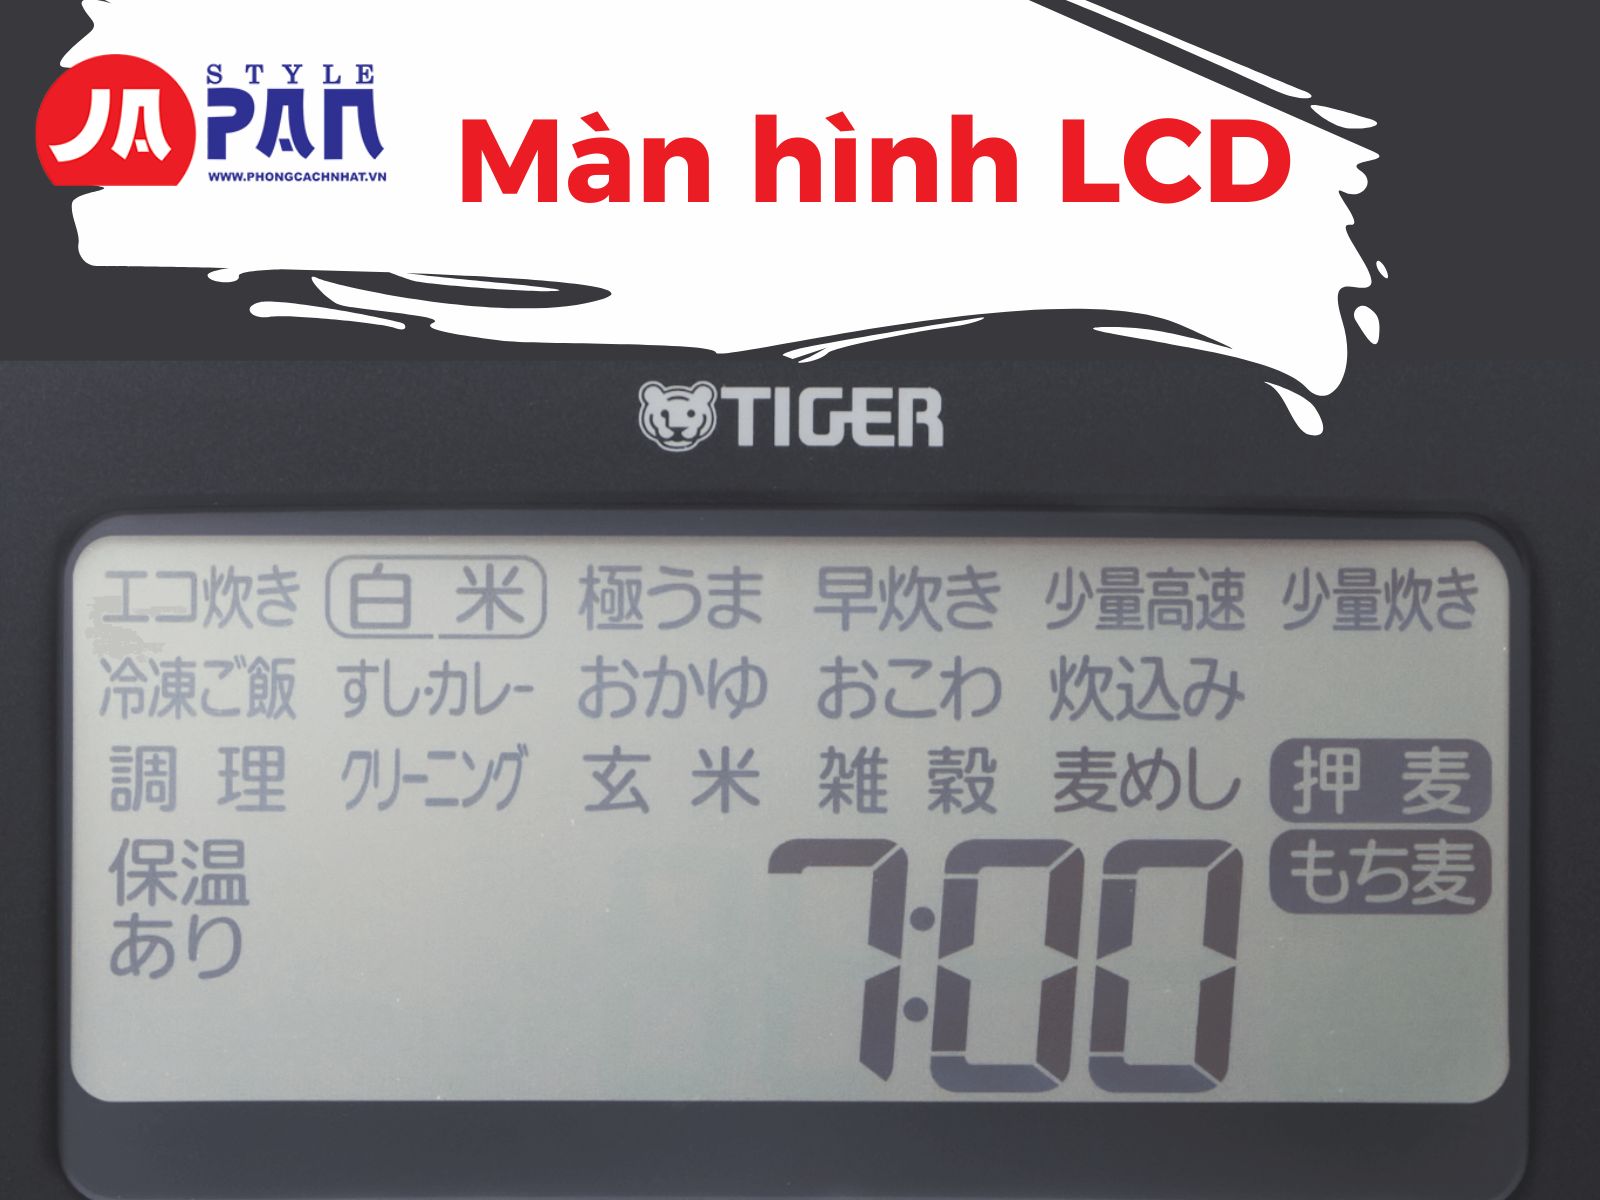 STYLE
JAPAN
WWW.PHONGCACHNHAT.VN
Màn hình LCD
TIGER
エコ炊き 白米 極うま 早炊き 少量高速 少量炊き
冷凍ご飯 すし・カレー おかゆ おこわ 炊込み
調理 クリーニング 玄米 雑穀 麦めし 押麦
保温 もち麦
あり
7:00